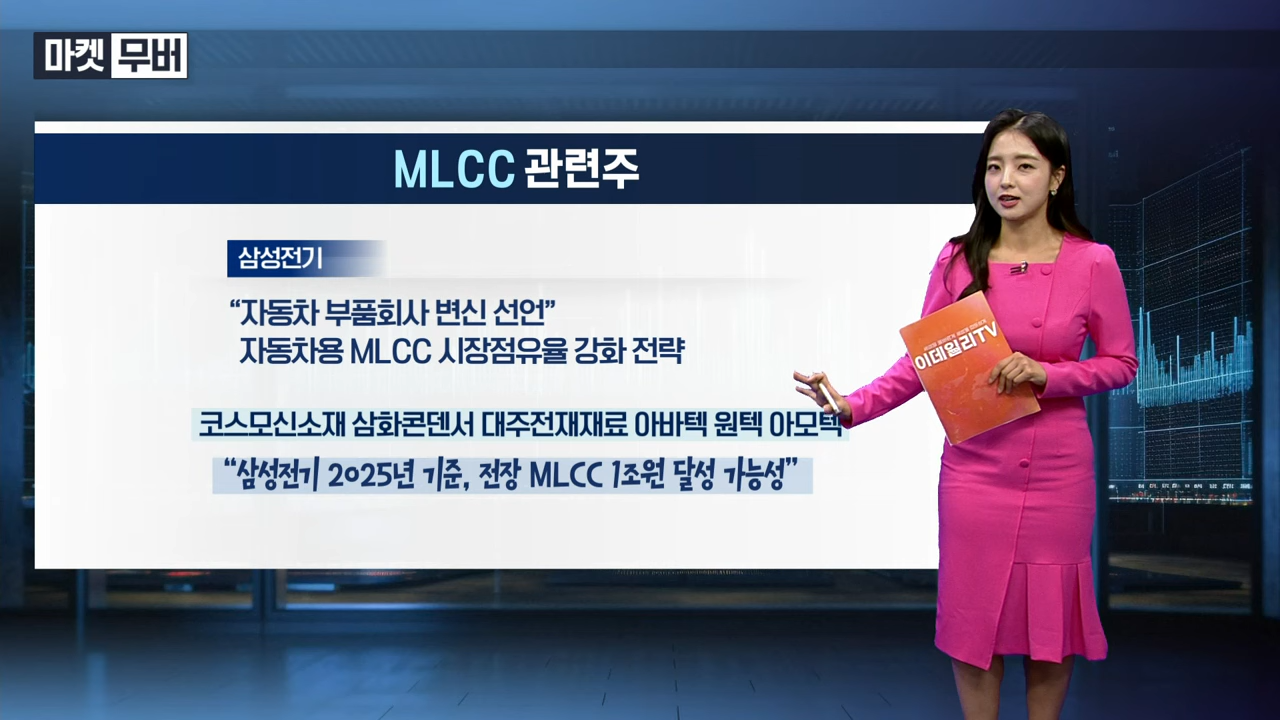 마켓 무버
MLCC 관련주
삼성전기
“자동차 부품회사 변신 선언”
자동차용 MLCC 시장점유율 강화 전략
코스모신소재 삼화콘덴서 대주전재재료 아바텍 원텍 아모텍
“삼성전기 2025년 기준, 전장 MLCC 1조원 달성 가능성”
이데일리TV